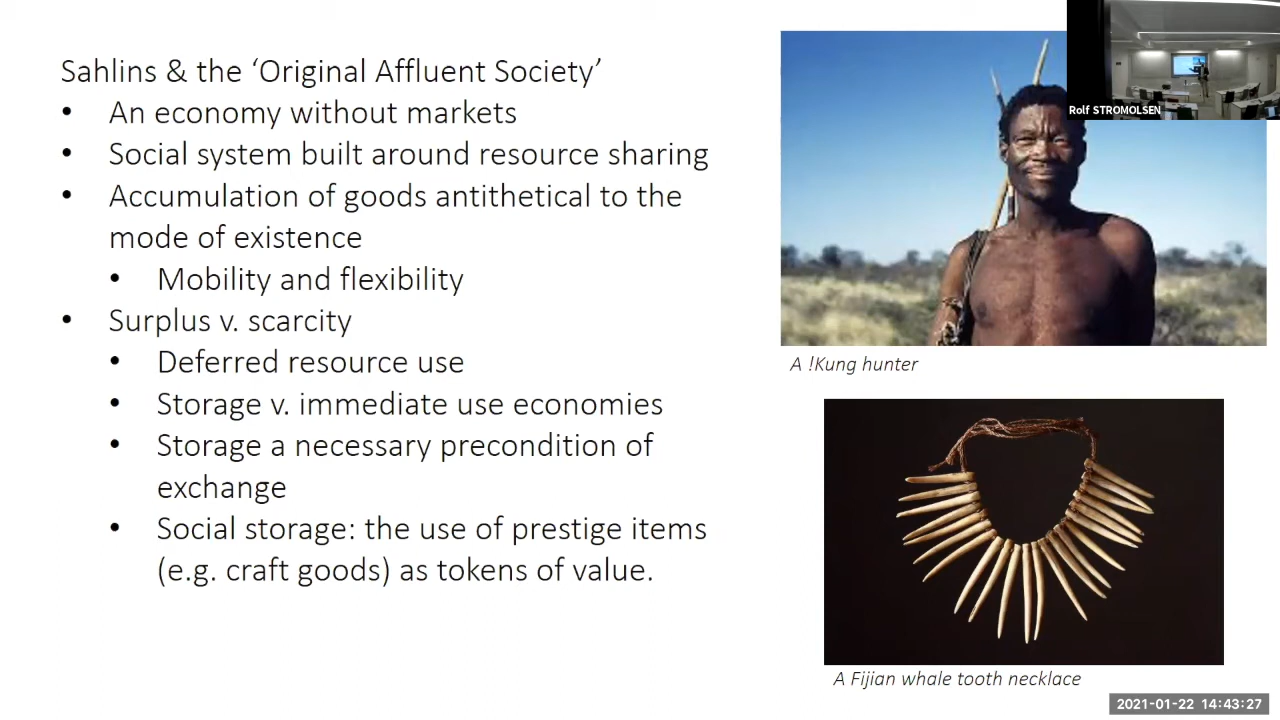 Sahlins & the ‘Original Affluent Society’
• An economy without markets
• Social system built around resource sharing
• Accumulation of goods antithetical to the
mode of existence
• Mobility and flexibility
• Surplus v. scarcity
• Deferred resource use
• Storage v. immediate use economies
• Storage a necessary precondition of
exchange
• Social storage: the use of prestige items
(e.g. craft goods) as tokens of value.
Rolf STROMOLSEN
A !Kung hunter
A Fijian whale tooth necklace
2021-01-22 14:43:27